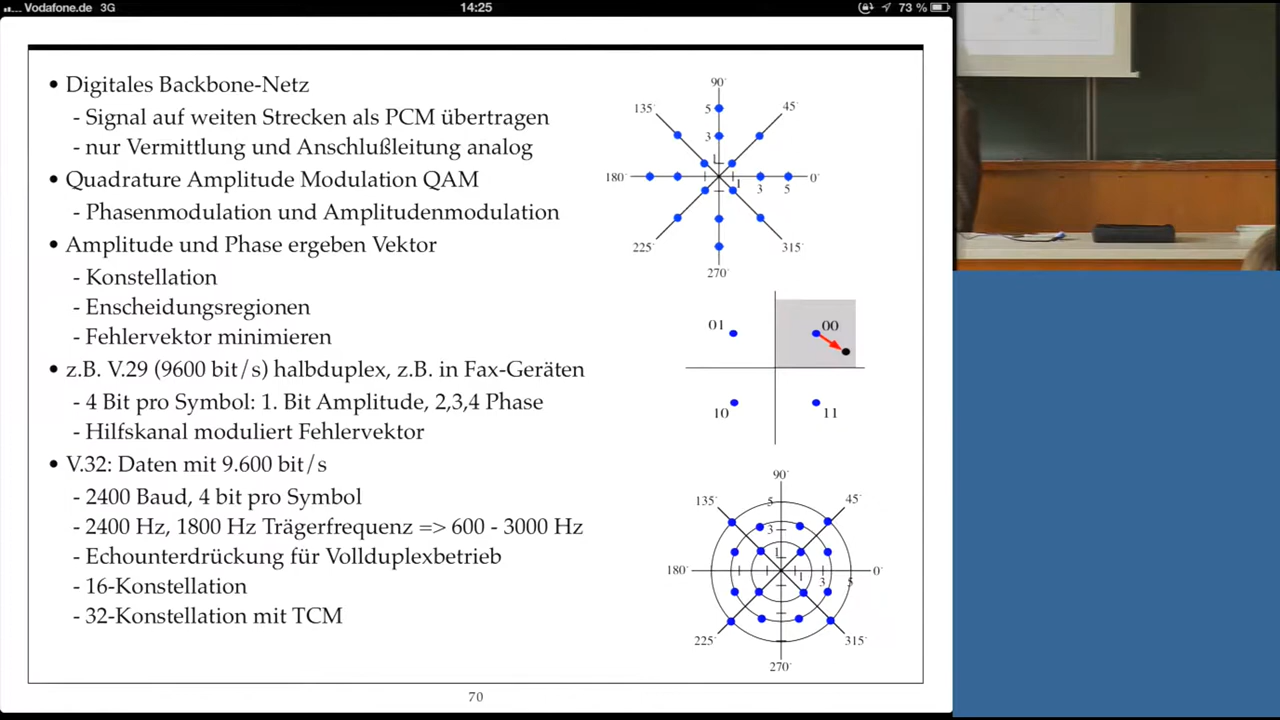 Vodafone.de 3G 14:25 73 %
• Digitales Backbone-Netz
- Signal auf weiten Strecken als PCM übertragen
- nur Vermittlung und Anschlußleitung analog
• Quadrature Amplitude Modulation QAM
- Phasenmodulation und Amplitudenmodulation
• Amplitude und Phase ergeben Vektor
- Konstellation
- Enscheidungsregionen
- Fehlervektor minimieren
• z.B. V.29 (9600 bit/s) halbduplex, z.B. in Fax-Geräten
- 4 Bit pro Symbol: 1. Bit Amplitude, 2,3,4 Phase
- Hilfskanal moduliert Fehlervektor
• V.32: Daten mit 9.600 bit/s
- 2400 Baud, 4 bit pro Symbol
- 2400 Hz, 1800 Hz Trägerfrequenz => 600 - 3000 Hz
- Echounterdrückung für Vollduplexbetrieb
- 16-Konstellation
- 32-Konstellation mit TCM
90°
135° 5 45°
3
1
180° 1 3 5 0°
225° 315°
270°
01 00
10 11
90°
135° 5 45°
3
1
180° 1 3 5 0°
225° 315°
270°
70